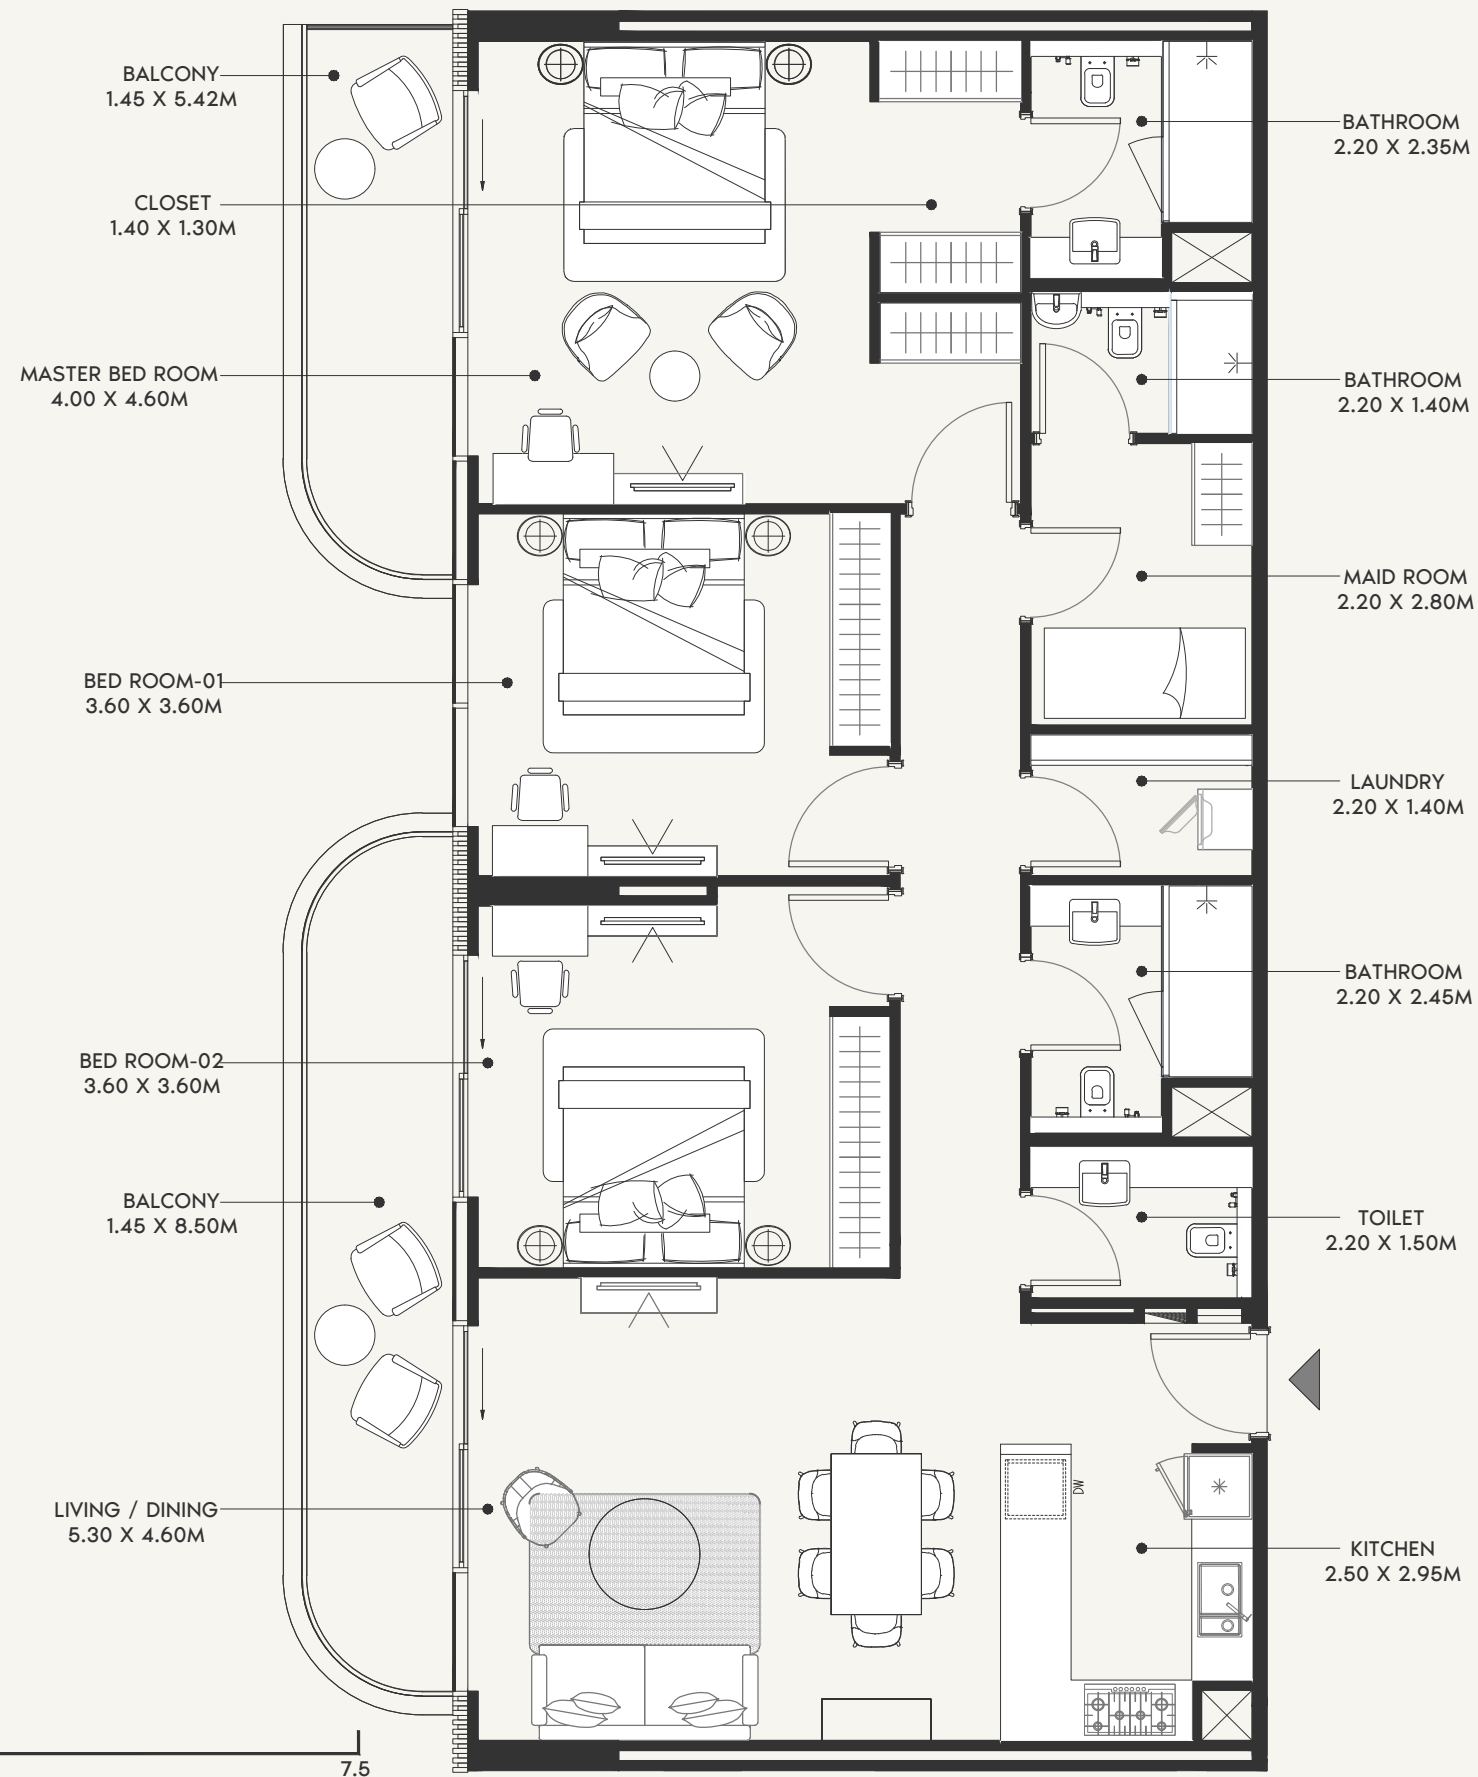 BALCONY
1.45 X 5.42M
CLOSET
1.40 X 1.30M
MASTER BED ROOM
4.00 X 4.60M
BED ROOM-01
3.60 X 3.60M
BED ROOM-02
3.60 X 3.60M
BALCONY
1.45 X 8.50M
LIVING / DINING
5.30 X 4.60M
7.5
BATHROOM
2.20 X 2.35M
BATHROOM
2.20 X 1.40M
MAID ROOM
2.20 X 2.80M
LAUNDRY
2.20 X 1.40M
BATHROOM
2.20 X 2.45M
TOILET
2.20 X 1.50M
DW
KITCHEN
2.50 X 2.95M